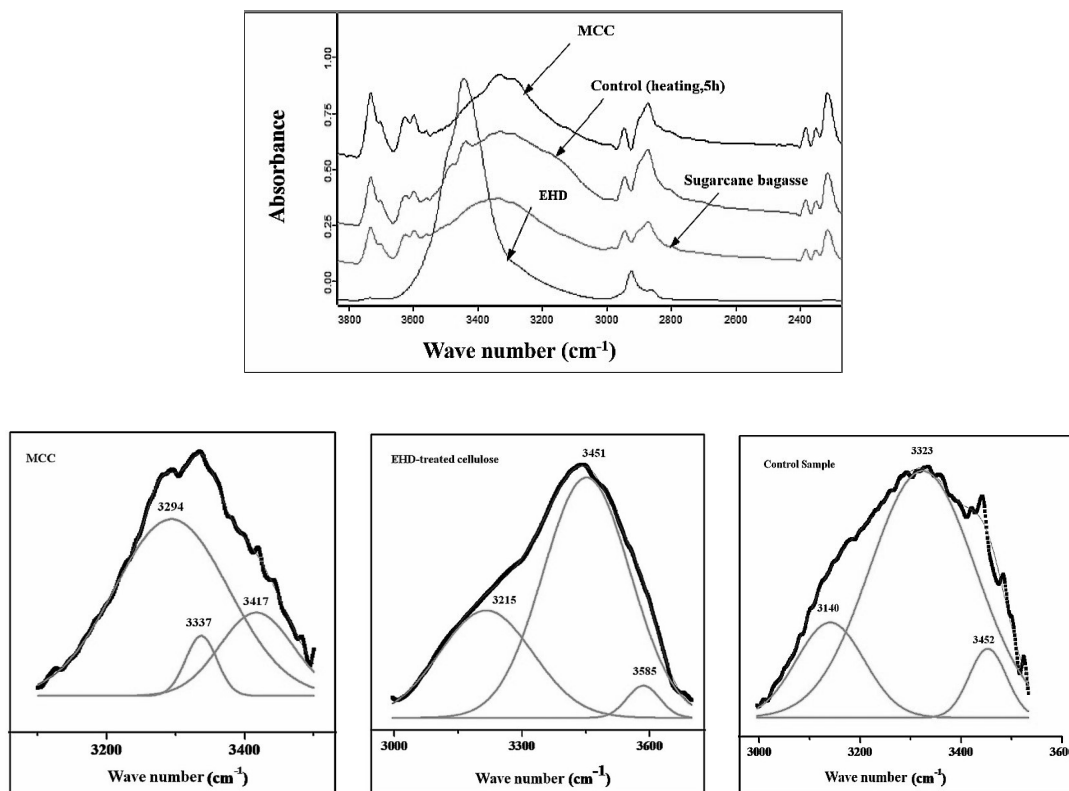 MCC
Control (heating,5h)
Sugarcane bagasse
EHD
Absorbance
1.00
0.75
0.50
0.25
0.00
3800 3600 3400 3200 3000 2800 2600 2400
Wave number (cm-1)
MCC
3294
3337
3417
3200 3400
Wave number (cm-1)
EHD-treated cellulose
3451
3215
3585
3000 3300 3600
Wave number (cm-1)
Control Sample
3323
3140
3452
3000 3200 3400 3600
Wave number (cm-1)